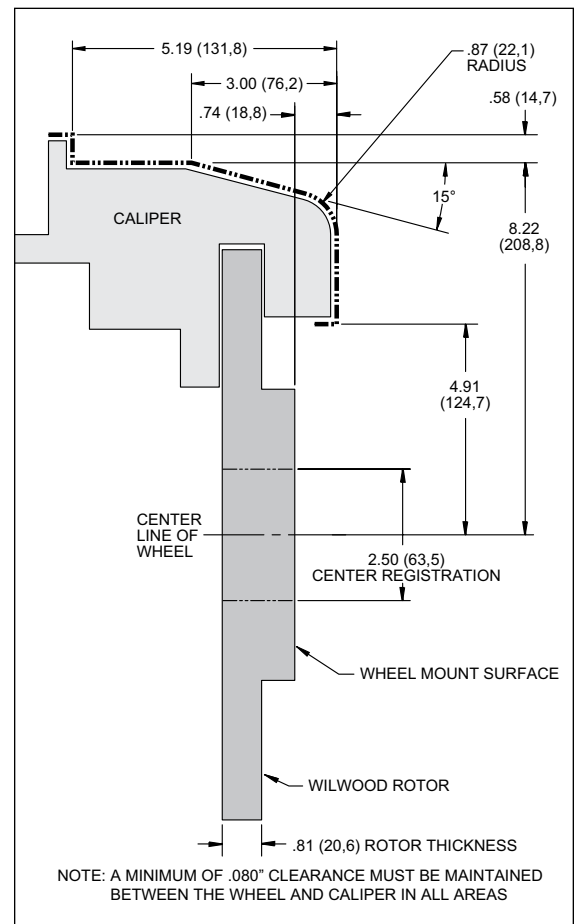 5.19 (131,8)
.87 (22,1)
RADIUS
3.00 (76,2)
.58 (14,7)
.74 (18,8)
15°
CALIPER
8.22
(208,8)
4.91
(124,7)
CENTER
LINE OF
WHEEL
2.50 (63,5)
CENTER REGISTRATION
WHEEL MOUNT SURFACE
WILWOOD ROTOR
.81 (20,6) ROTOR THICKNESS
NOTE: A MINIMUM OF .080" CLEARANCE MUST BE MAINTAINED
BETWEEN THE WHEEL AND CALIPER IN ALL AREAS